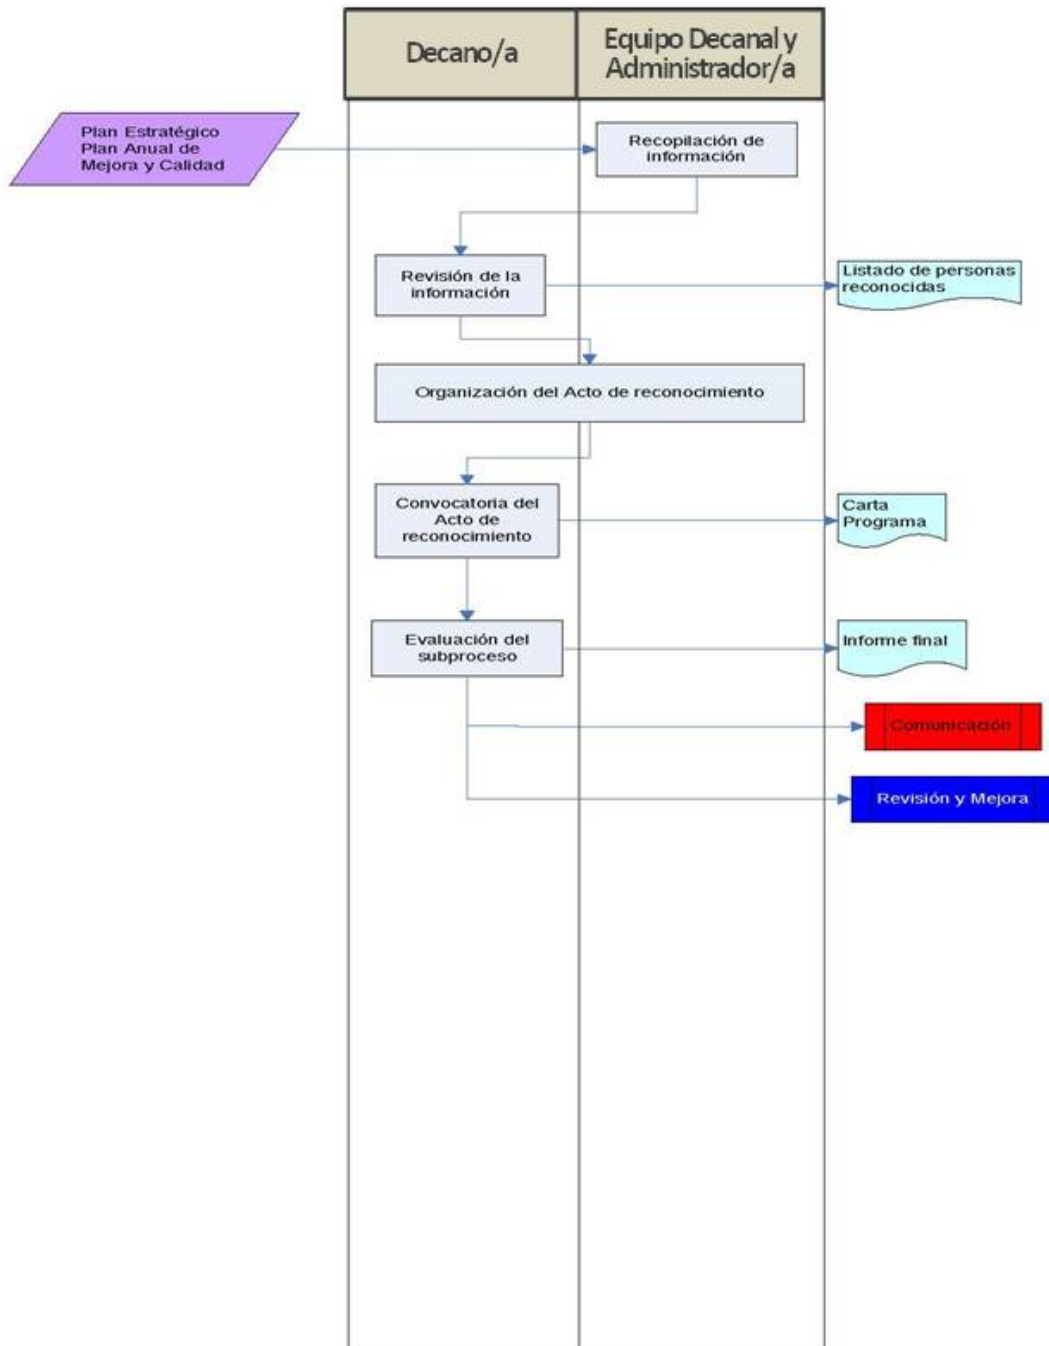 Decano/a
Equipo Decanal y
Administrador/a
Plan Estratégico
Plan Anual de
Mejora y Calidad
Recopilación de
información
Revisión de la
información
Listado de personas
reconocidas
Organización del Acto de reconocimiento
Convocatoria del
Acto de
reconocimiento
Carta
Programa
Evaluación del
subproceso
Informe final
Comunicación
Revisión y Mejora